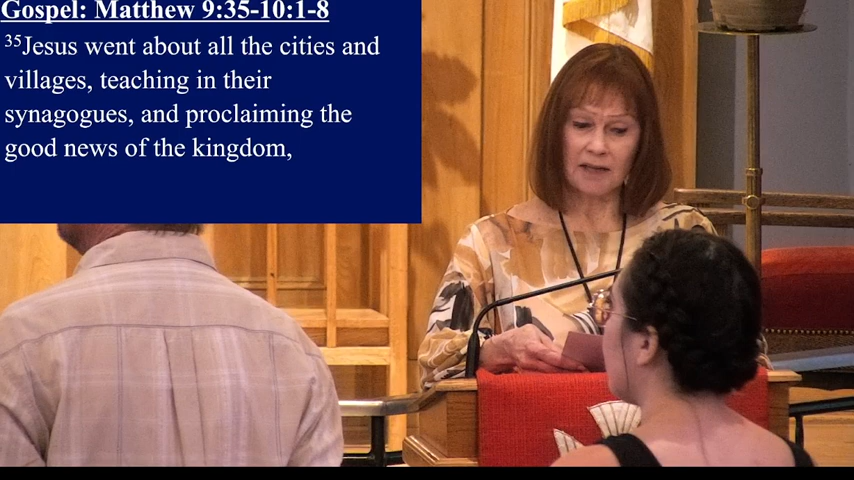 Gospel: Matthew 9:35-10:1-8
35Jesus went about all the cities and
villages, teaching in their
synagogues, and proclaiming the
good news of the kingdom,